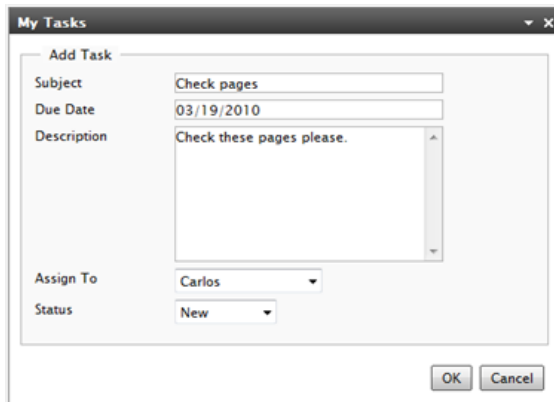 My Tasks
Add Task
Subject Check pages
Due Date 03/19/2010
Description Check these pages please.
Assign To Carlos
Status New
OK Cancel